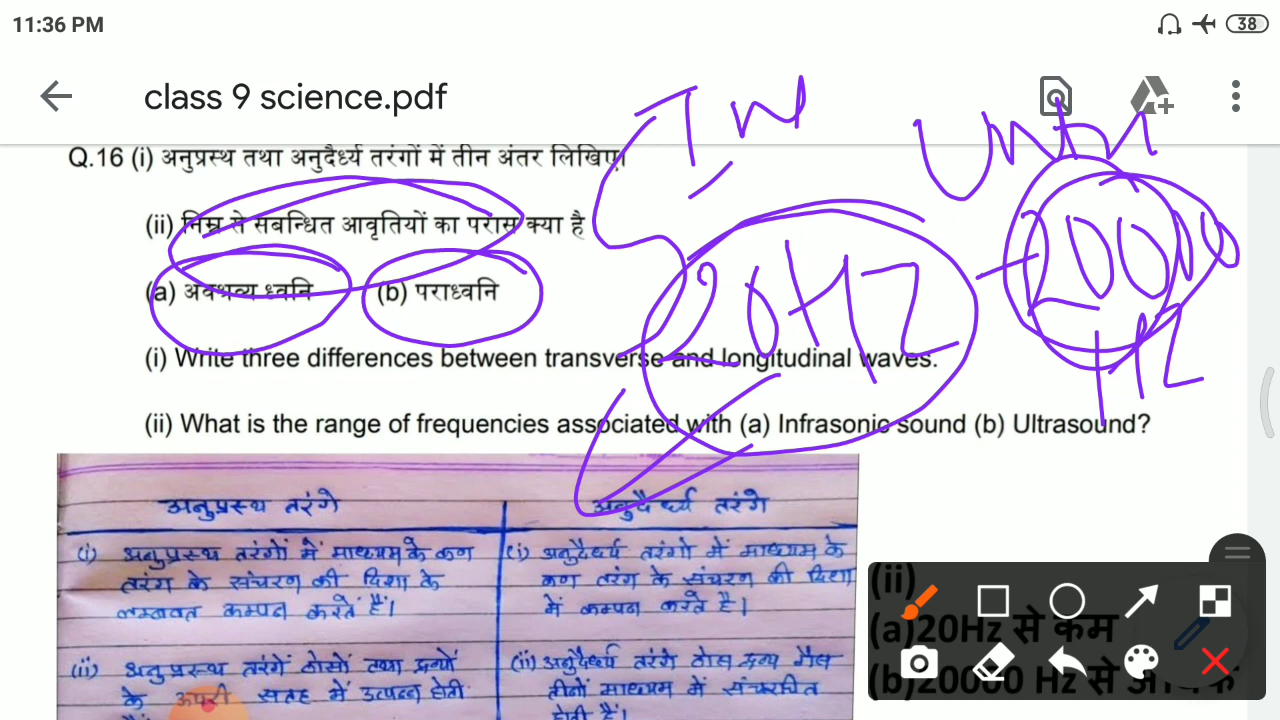 11:36 PM
38
class 9 science.pdf
Q.16 (i) अनुप्रस्थ तथा अनुदैर्ध्य तरंगों में तीन अंतर लिखिए।
(ii) निम्न से संबन्धित आवृतियों का परास क्या है
(a) अवश्रव्य ध्वनि (b) पराध्वनि
20Hz - 20000
Hz
(i) Write three differences between transverse and longitudinal waves.
(ii) What is the range of frequencies associated with (a) Infrasonic sound (b) Ultrasound?
अनुप्रस्थ तरंगे अनुदैर्ध्य तरंगे
(i) अनुप्रस्थ तरंगों में माध्यम के कण (i) अनुदैर्ध्य तरंगो में माध्यम के
तरंग के संचरण की दिशा के कण तरंग के संचरण की दिशा
लम्बवत कम्पन करते हैं। में कम्पन करते है।
(ii) अनुप्रस्थ तरंगें ठोसों तथा द्रव्यों (ii) अनुदैर्ध्य तरंगे ठोस द्रव्य गैस
के ऊपरी सतह में उत्पन्न होती तीनों माध्यम में संचरित
होती हैं।
(ii)
(a)20Hz से कम
(b)20000 Hz से